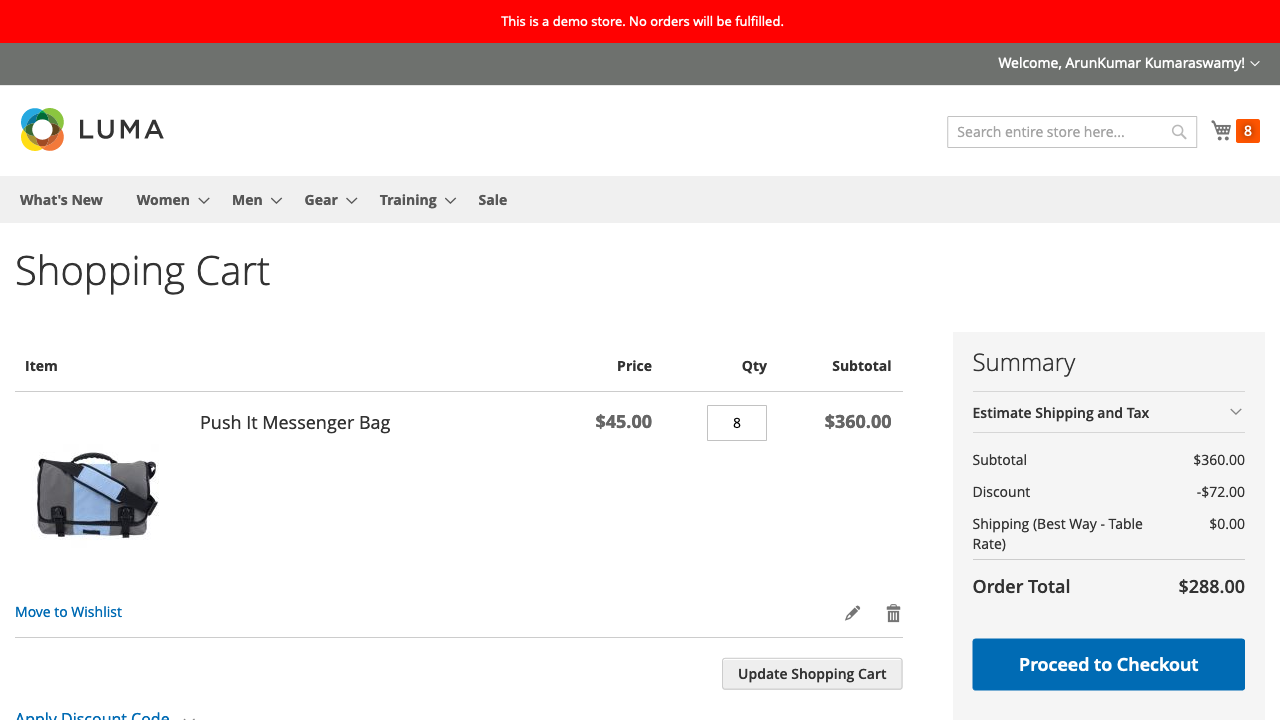 This is a demo store. No orders will be fulfilled.
Welcome, ArunKumar Kumaraswamy!
LUMA
Search entire store here...
8
What's New Women Men Gear Training Sale
Shopping Cart
Item Price Qty Subtotal
Push It Messenger Bag $45.00 8 $360.00
Move to Wishlist
Update Shopping Cart
Apply Discount Code
Summary
Estimate Shipping and Tax
Subtotal $360.00
Discount -$72.00
Shipping (Best Way - Table $0.00
Rate)
Order Total $288.00
Proceed to Checkout